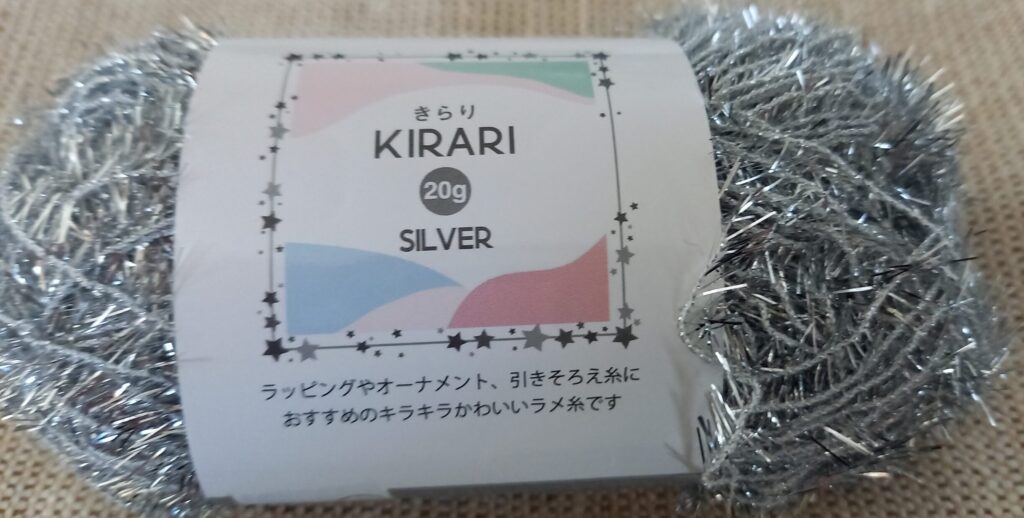 きらり
KIRARI
20g
SILVER
ラッピングやオーナメント、引きそろえ糸に
おすすめのキラキラかわいいラメ糸です